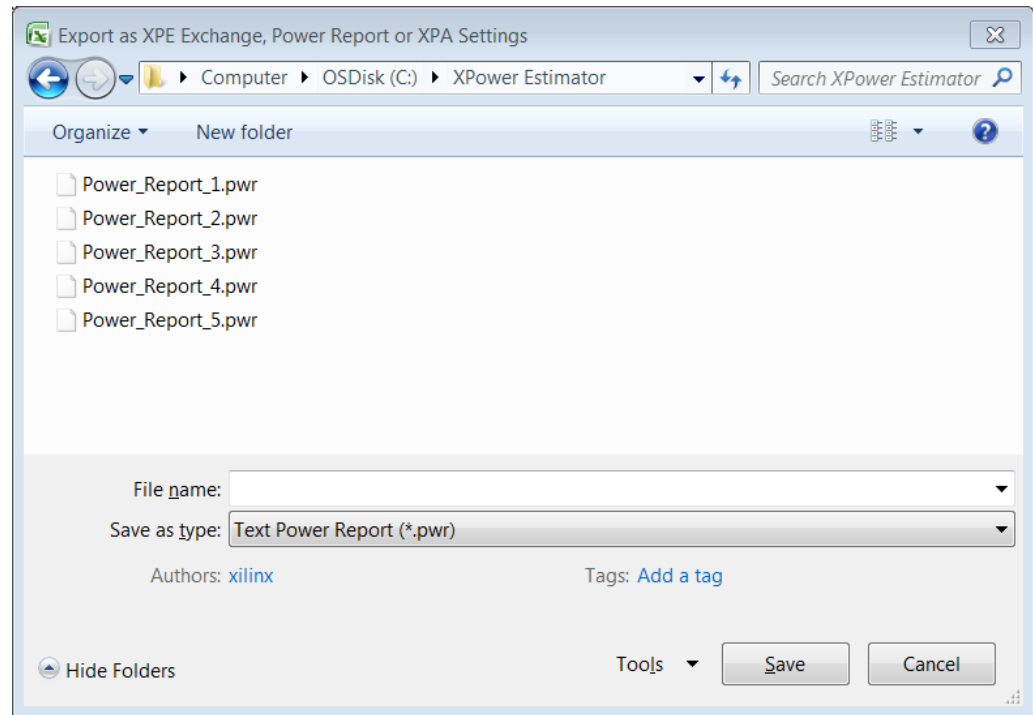 Export as XPE Exchange, Power Report or XPA Settings
Computer OSDisk (C:) XPower Estimator Search XPower Estimator
Organize New folder
Power_Report_1.pwr
Power_Report_2.pwr
Power_Report_3.pwr
Power_Report_4.pwr
Power_Report_5.pwr
File name:
Save as type: Text Power Report (*.pwr)
Authors: xilinx Tags: Add a tag
Hide Folders Tools Save Cancel